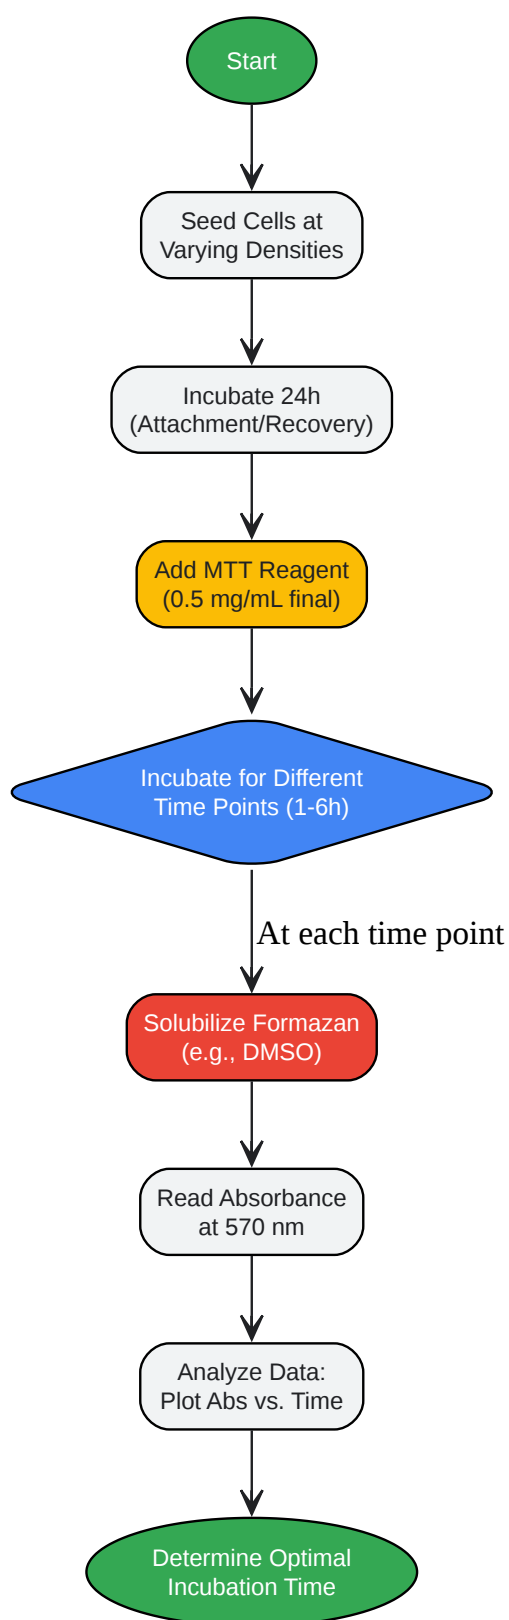 Start
Seed Cells at
Varying Densities
Incubate 24h
(Attachment/Recovery)
Add MTT Reagent
(0.5 mg/mL final)
Incubate for Different
Time Points (1-6h)
At each time point
Solubilize Formazan
(e.g., DMSO)
Read Absorbance
at 570 nm
Analyze Data:
Plot Abs vs. Time
Determine Optimal
Incubation Time